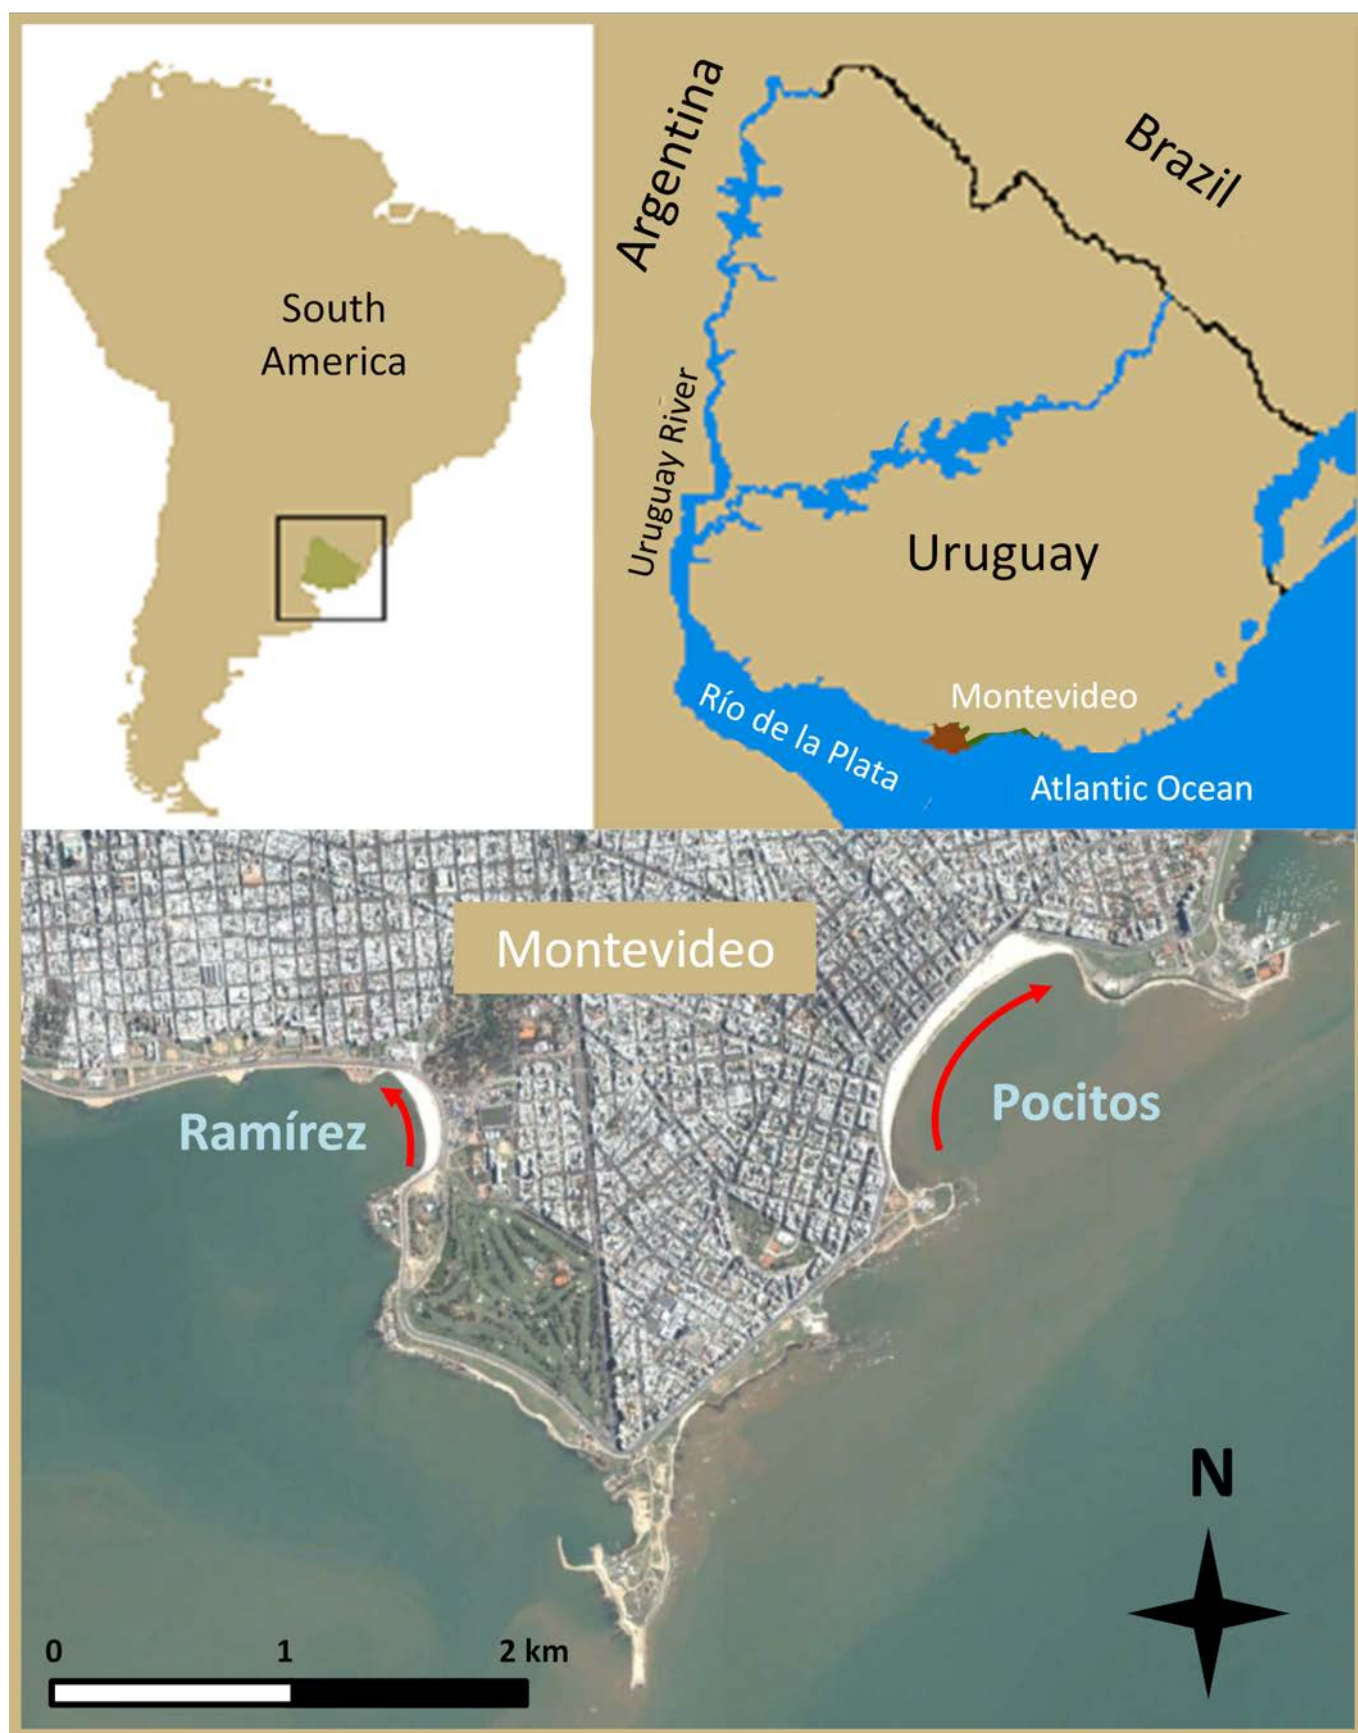 South
America
Argentina
Brazil
Uruguay River
Uruguay
Montevideo
Río de la Plata
Atlantic Ocean
Montevideo
Ramírez
Pocitos
N
0 1 2 km